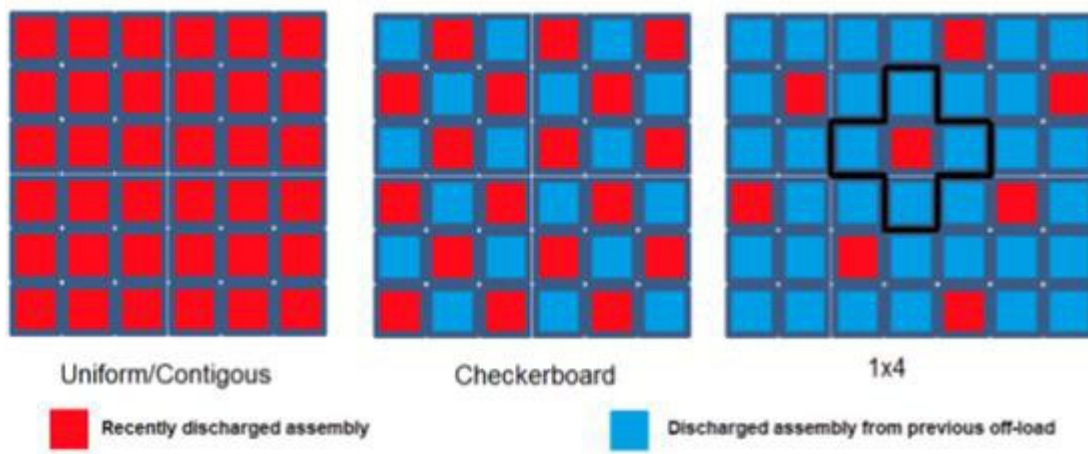 Uniform/Contigous
Checkerboard
1x4
Recently discharged assembly
Discharged assembly from previous off-load